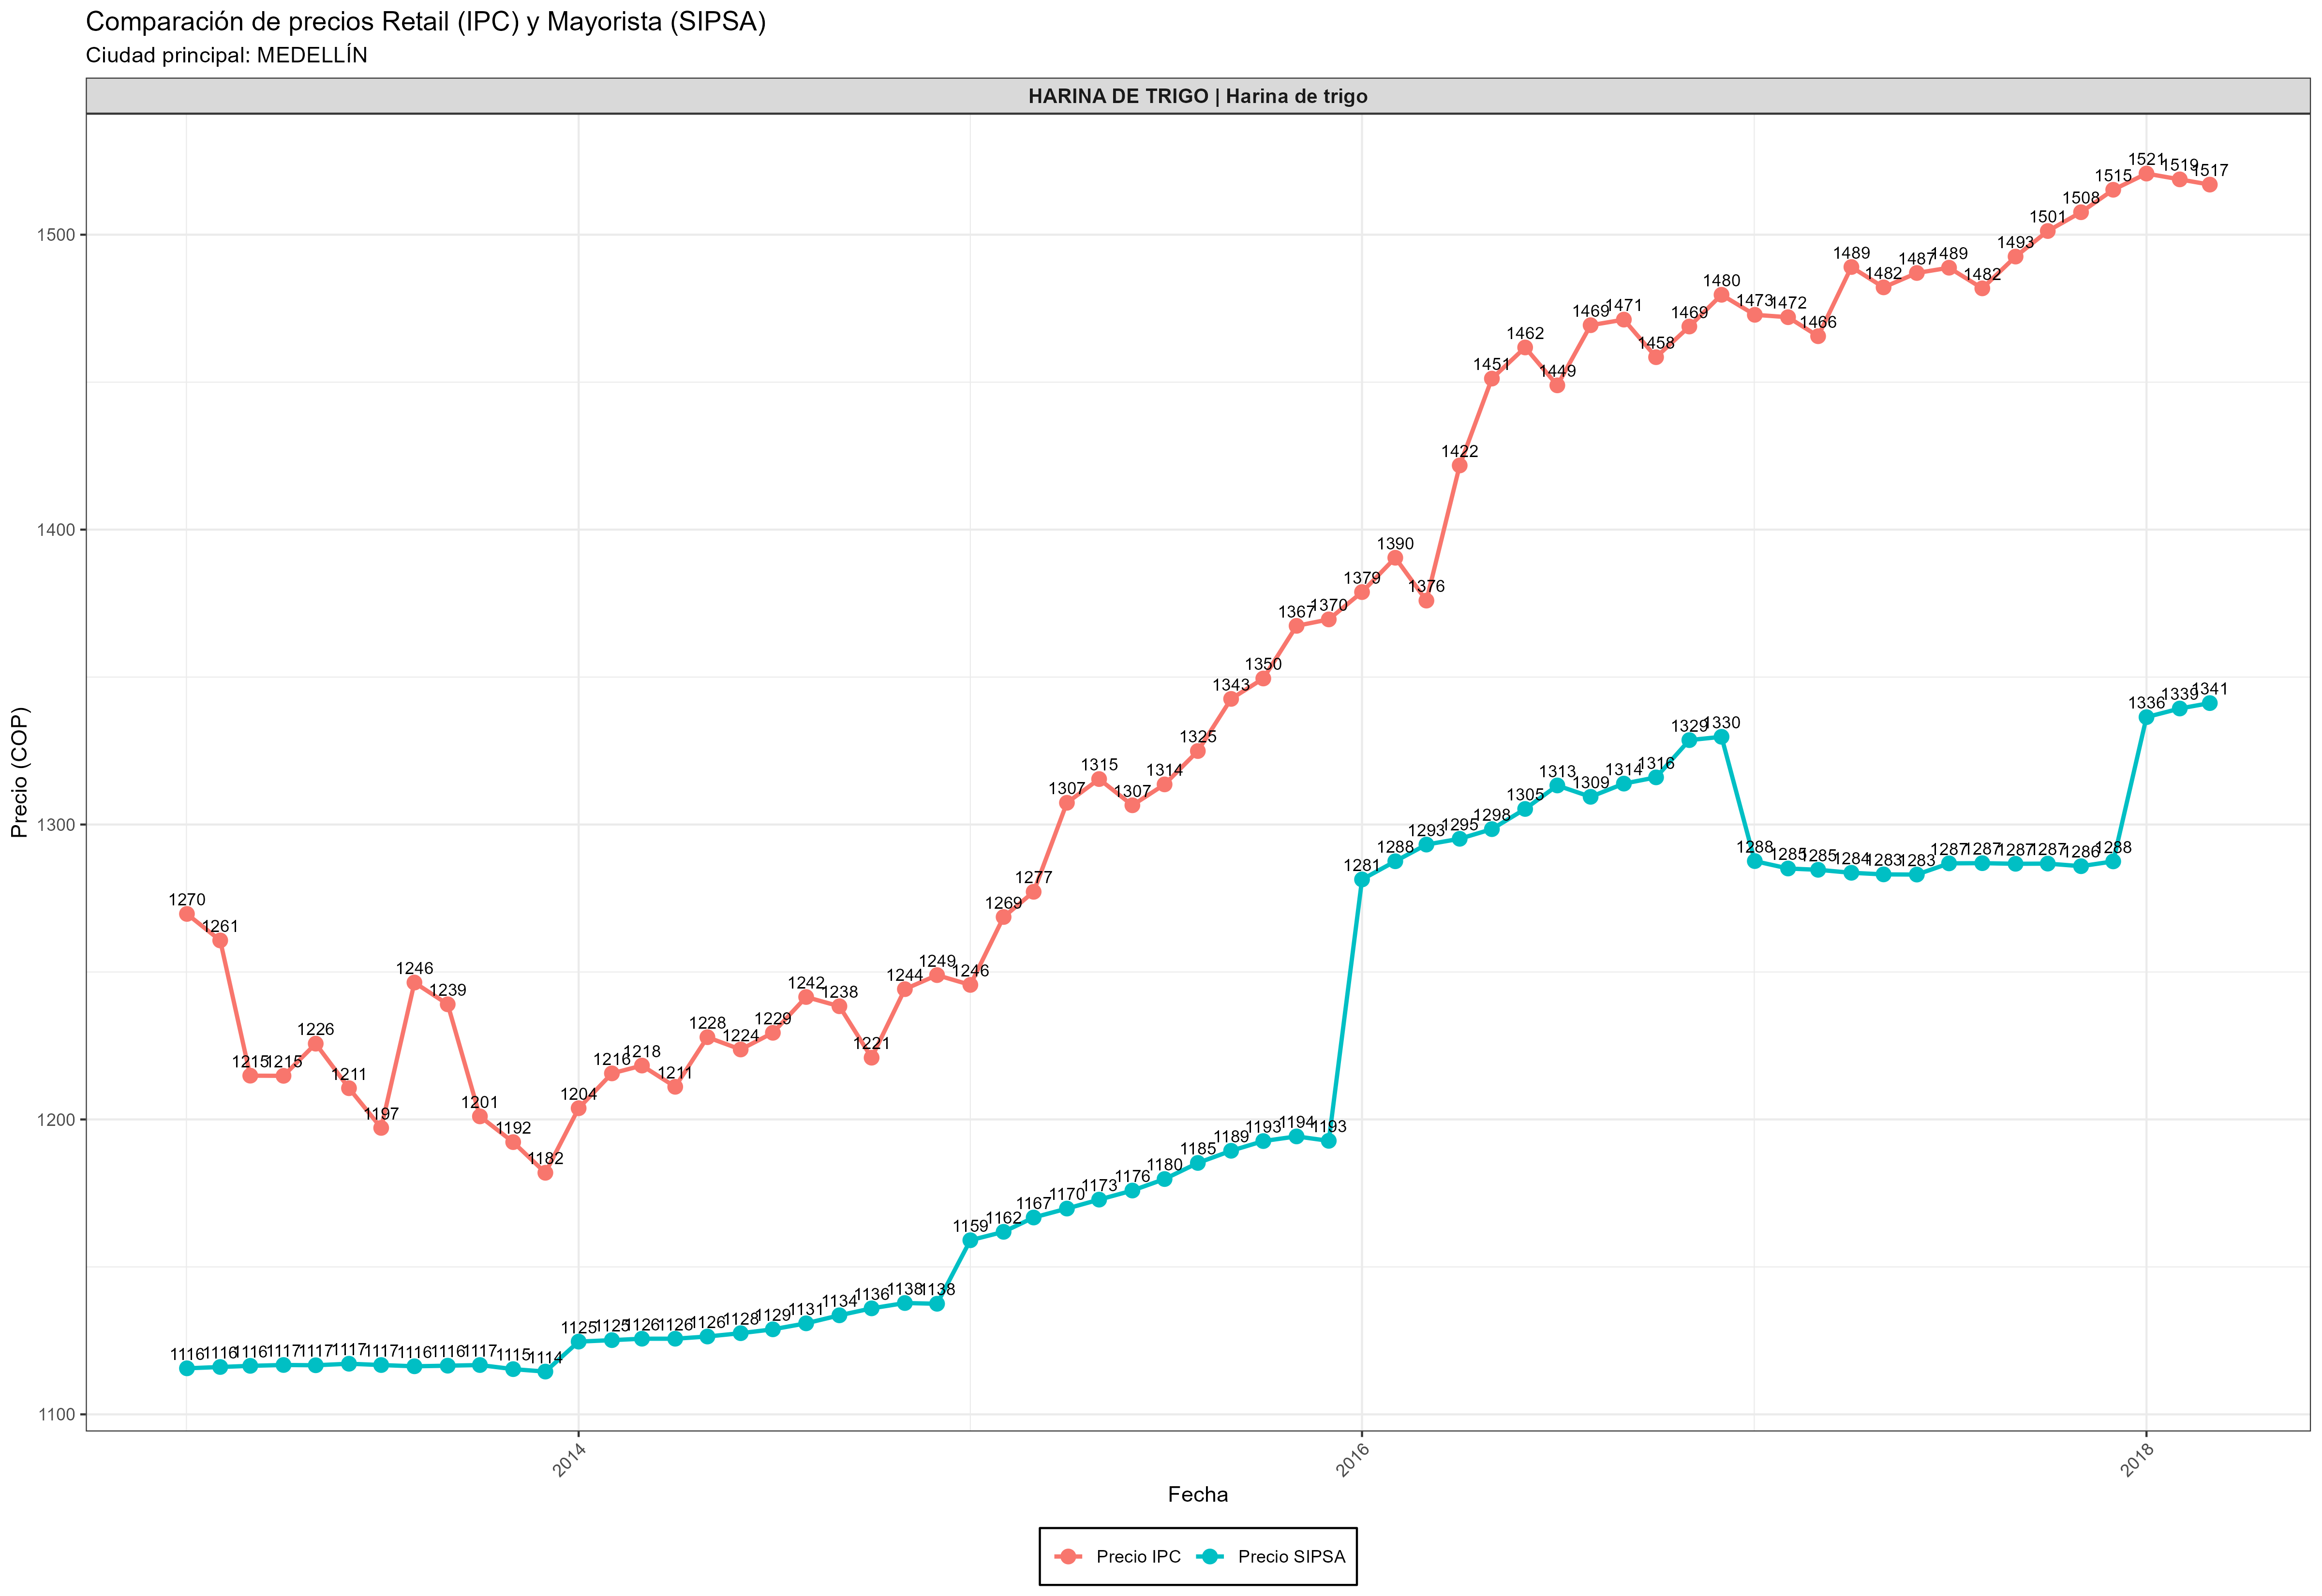 Comparación de precios Retail (IPC) y Mayorista (SIPSA)
Ciudad principal: MEDELLÍN
HARINA DE TRIGO | Harina de trigo
Precio (COP)
1500
1400
1300
1200
1100
1270 1261 1215 1215 1226 1211 1197 1246 1239 1201 1192 1182 1204 1216 1218 1211 1228 1224 1229 1242 1238 1221 1244 1249 1246 1269 1277 1307 1315 1307 1314 1325 1343 1350 1367 1370 1379 1390 1376 1422 1451 1462 1449 1469 1471 1458 1469 1480 1473 1472 1466 1489 1482 1487 1489 1482 1493 1501 1508 1515 1521 1519 1517
1116 1116 1116 1117 1117 1117 1117 1116 1116 1117 1115 1114 1125 1125 1126 1126 1126 1128 1129 1131 1134 1136 1138 1138 1159 1162 1167 1170 1173 1176 1180 1185 1189 1193 1194 1193 1281 1288 1293 1295 1298 1305 1313 1309 1314 1316 1329 1330 1288 1285 1285 1284 1283 1283 1287 1287 1287 1287 1286 1288 1336 1339 1341
2014 2016 2018
Fecha
Precio IPC Precio SIPSA